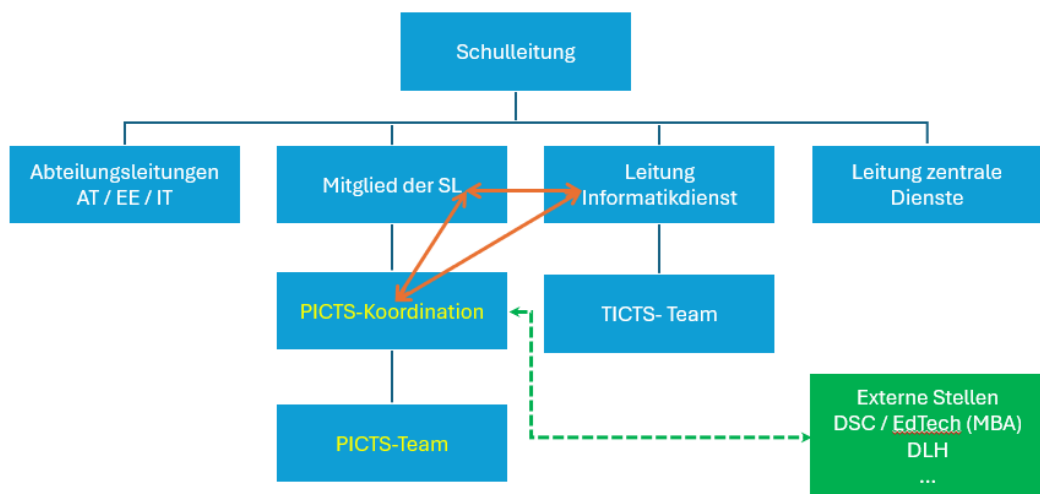 Schulleitung
Abteilungsleitungen
AT / EE / IT
Mitglied der SL
Leitung
Informatikdienst
Leitung zentrale
Dienste
PICTS-Koordination
TICTS- Team
PICTS-Team
Externe Stellen
DSC / EdTech (MBA)
DLH
...